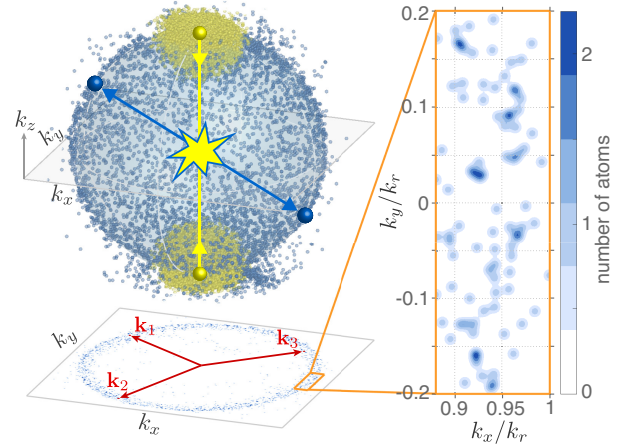 k_z
k_y
k_x
k_y
k_1
k_2
k_3
k_x
0.2
0.1
0
-0.1
-0.2
k_y/k_r
0.9
0.95
1
k_x/k_r
2
1
0
number of atoms